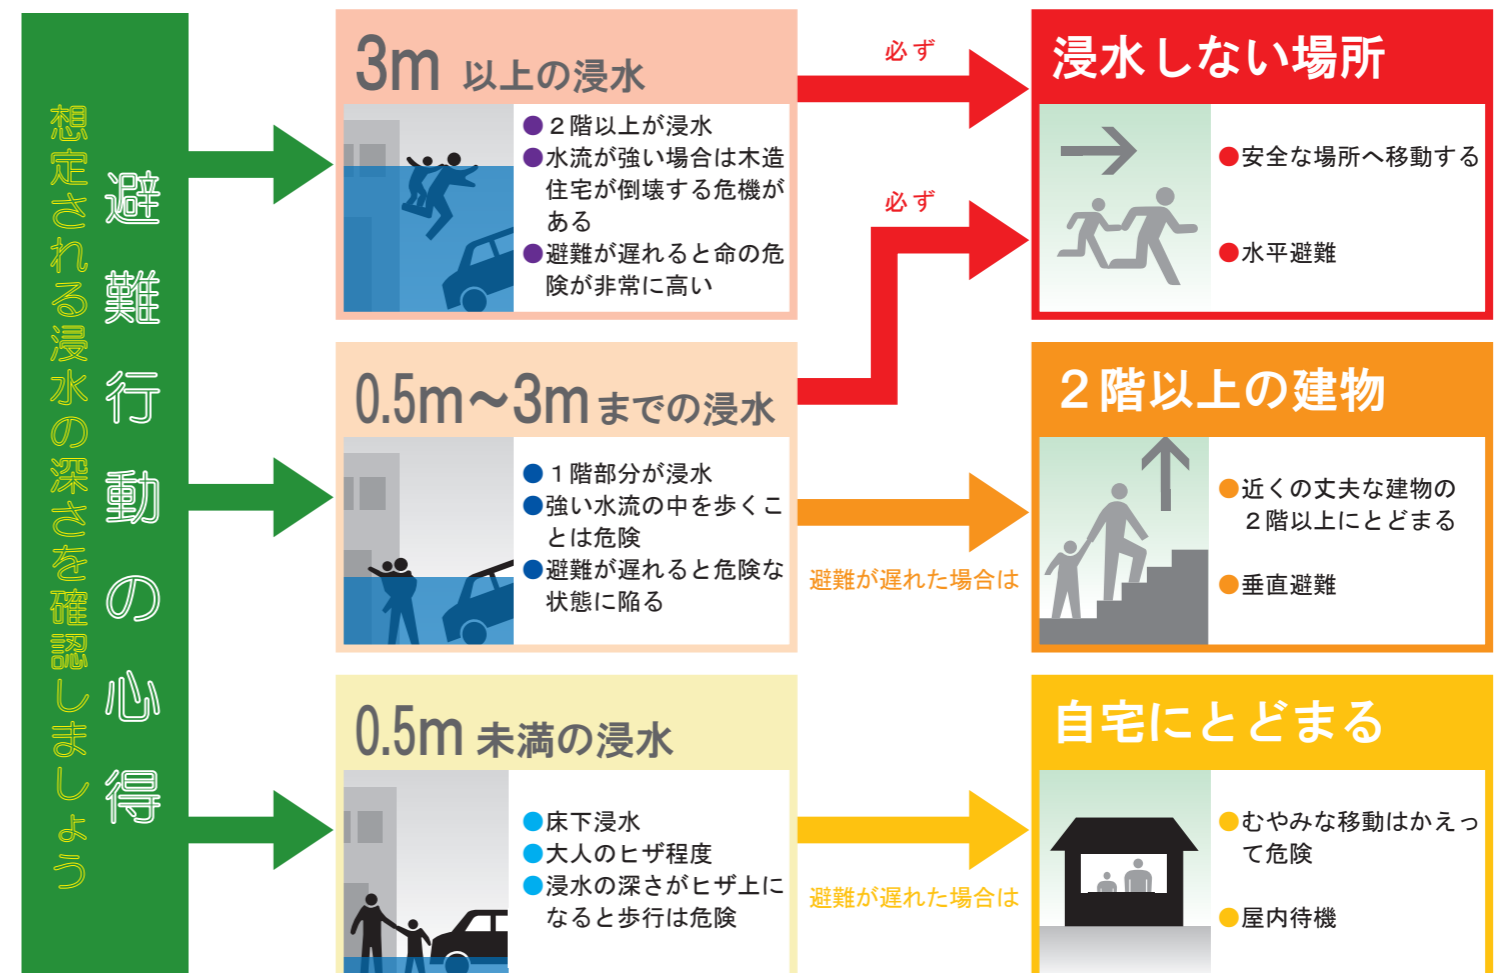 避難行動の心得
想定される浸水の深さを確認しましょう
3m 以上の浸水
●２階以上が浸水
●水流が強い場合は木造
住宅が倒壊する危機が
ある
●避難が遅れると命の危
険が非常に高い
必ず
必ず
浸水しない場所
●安全な場所へ移動する
●水平避難
0.5m～3mまでの浸水
●１階部分が浸水
●強い水流の中を歩くこ
とは危険
●避難が遅れると危険な
状態に陥る
避難が遅れた場合は
２階以上の建物
●近くの丈夫な建物の
２階以上にとどまる
●垂直避難
0.5m 未満の浸水
●床下浸水
●大人のヒザ程度
●浸水の深さがヒザ上に
なると歩行は危険
避難が遅れた場合は
自宅にとどまる
●むやみな移動はかえっ
て危険
●屋内待機